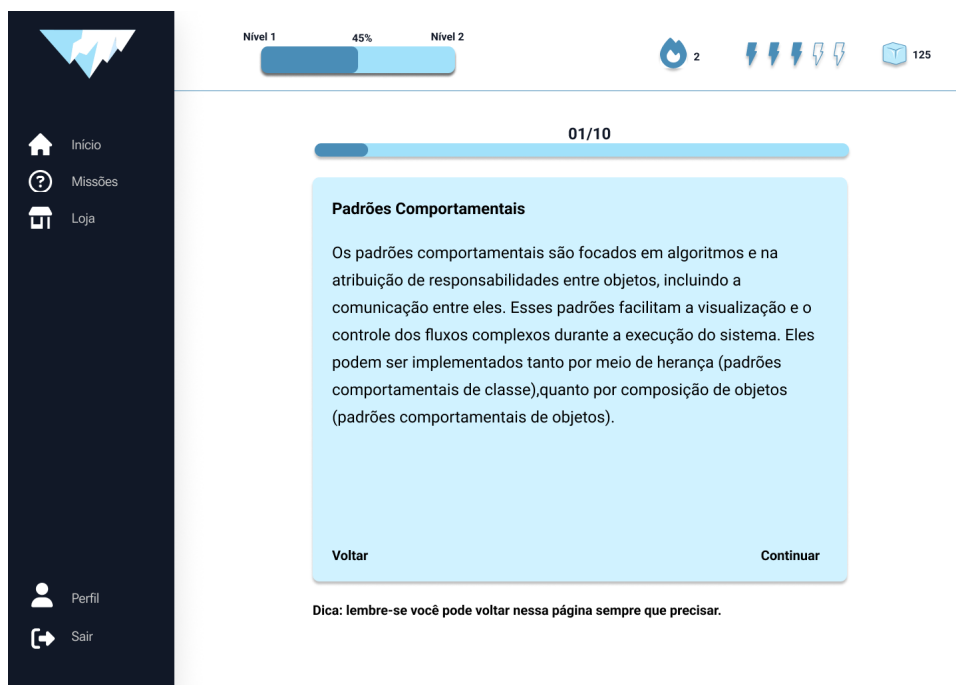 Nível 1 45% Nível 2
2
125
Início
Missões
Loja
01/10
Padrões Comportamentais
Os padrões comportamentais são focados em algoritmos e na
atribuição de responsabilidades entre objetos, incluindo a
comunicação entre eles. Esses padrões facilitam a visualização e o
controle dos fluxos complexos durante a execução do sistema. Eles
podem ser implementados tanto por meio de herança (padrões
comportamentais de classe),quanto por composição de objetos
(padrões comportamentais de objetos).
Voltar Continuar
Dica: lembre-se você pode voltar nessa página sempre que precisar.
Perfil
Sair